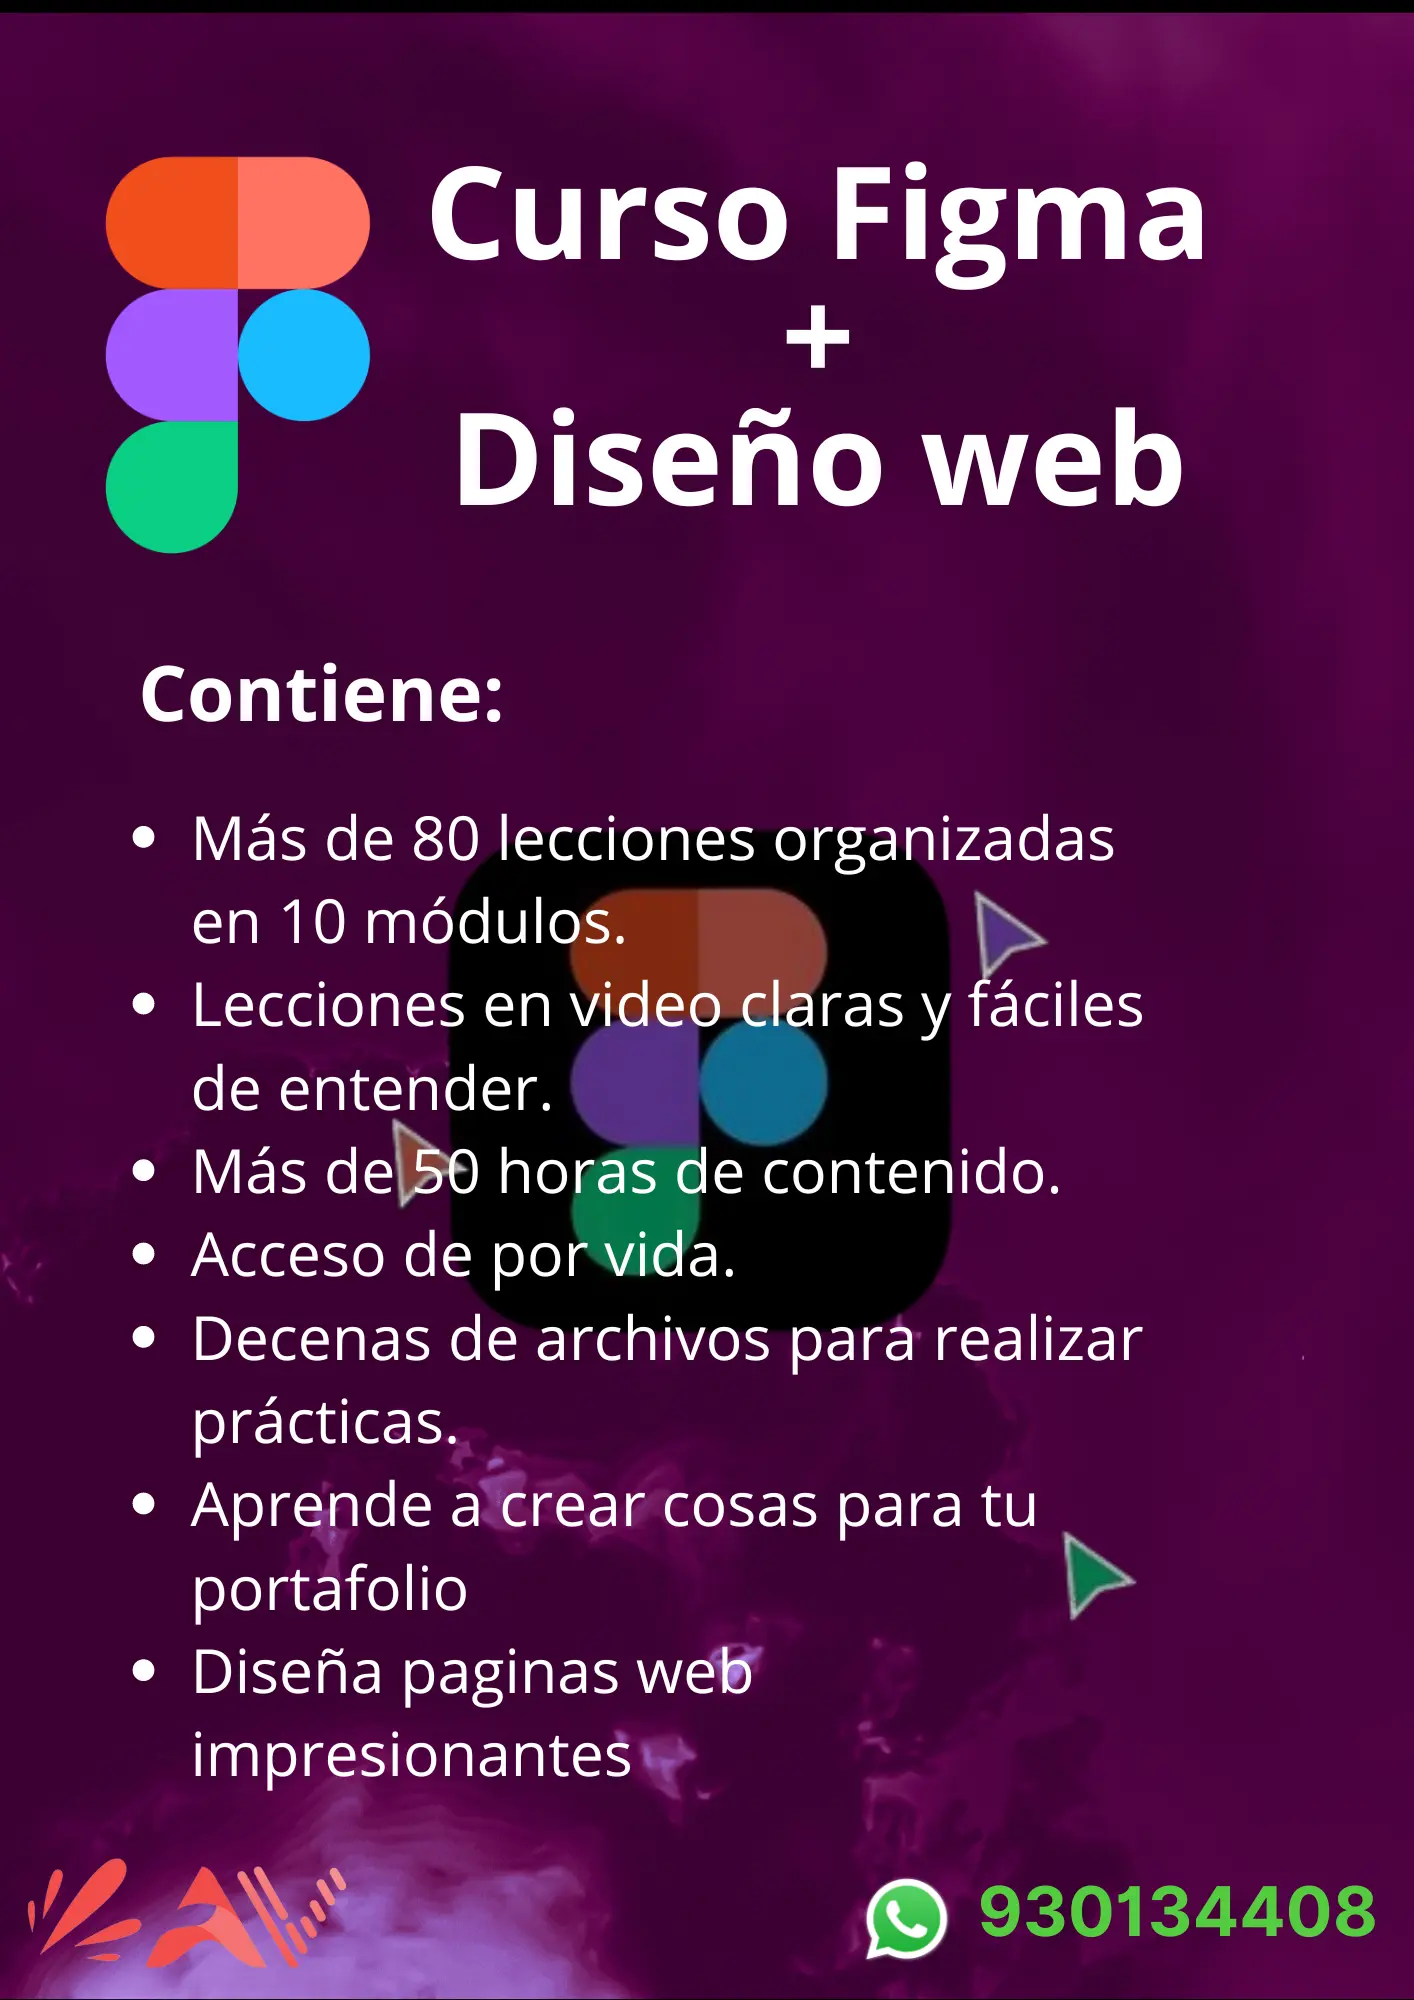 Curso Figma
+
Diseño web
Contiene:
• Más de 80 lecciones organizadas
en 10 módulos.
• Lecciones en video claras y fáciles
de entender.
• Más de 50 horas de contenido.
• Acceso de por vida.
• Decenas de archivos para realizar
prácticas.
• Aprende a crear cosas para tu
portafolio
• Diseña paginas web
impresionantes
930134408